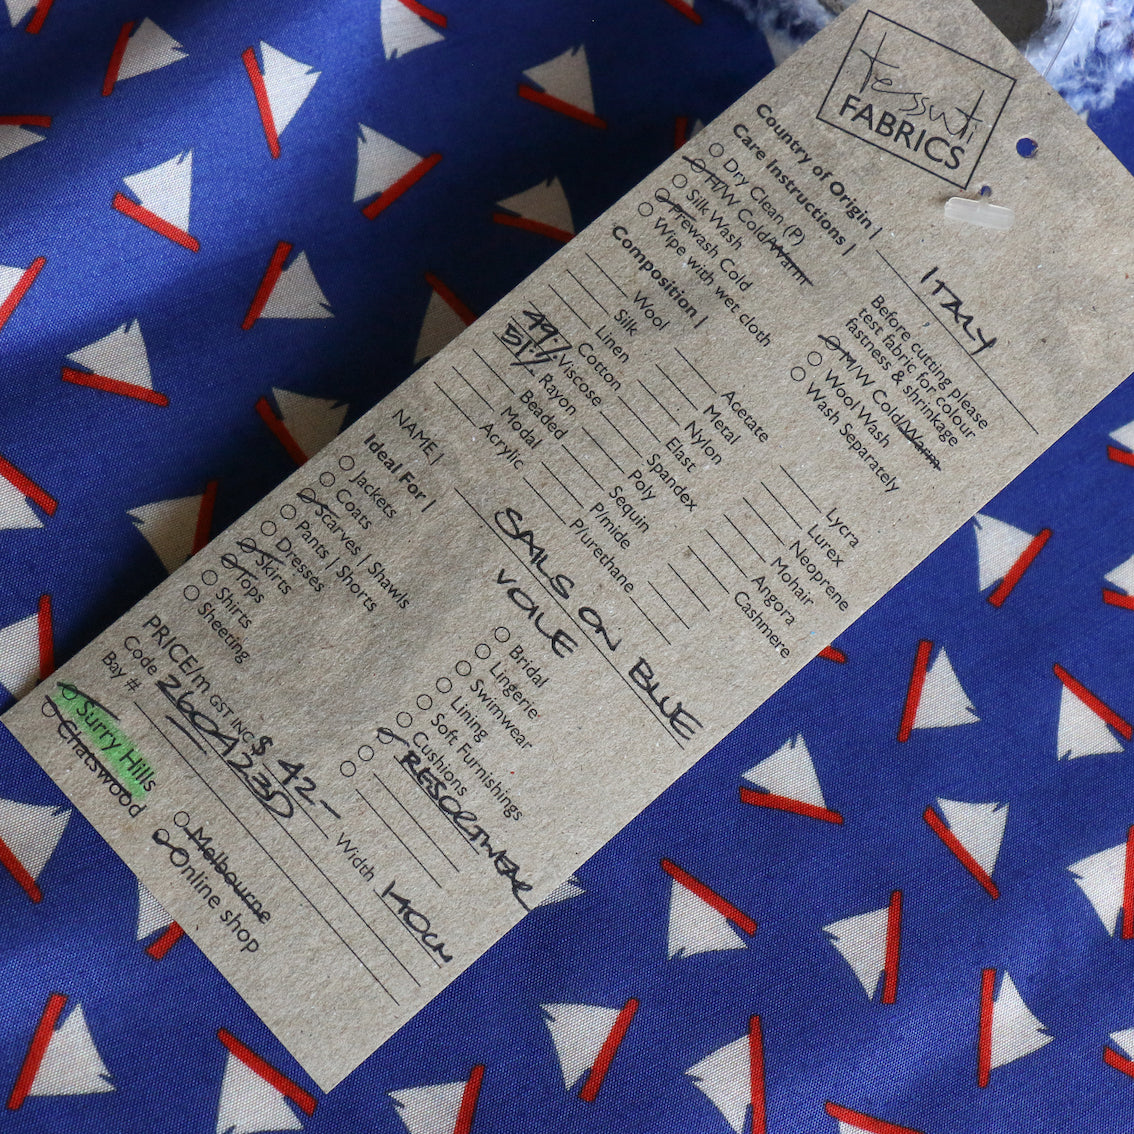 Tessuti
FABRICS
Country of Origin | ITALY
Care Instructions |
Dry Clean (P)
H/W Cold/Warm
Silk Wash
Prewash Cold
Wipe with wet cloth
Before cutting please
test fabric for colour
fastness & shrinkage
M/W Cold/Warm
Wool Wash
Wash Separately
Composition |
Wool
Silk
Linen
49% Cotton
51% Viscose
Rayon
Beaded
Modal
Acrylic
Acetate
Metal
Nylon
Elast
Spandex
Poly
Sequin
P/mide
P/urethane
Lycra
Lurex
Neoprene
Mohair
Angora
Cashmere
NAME | SAILS ON BLUE
VOILE
Ideal For |
Jackets
Coats
Scarves | Shawls
Pants | Shorts
Dresses
Skirts
Tops
Shirts
Sheeting
Bridal
Lingerie
Swimwear
Lining
Soft Furnishings
Cushions
RESORTWEAR
PRICE/m GST INC $ 42- Width 140cm
Code 260A23D
Bay #
Surry Hills
Chatswood
Melbourne
Online shop